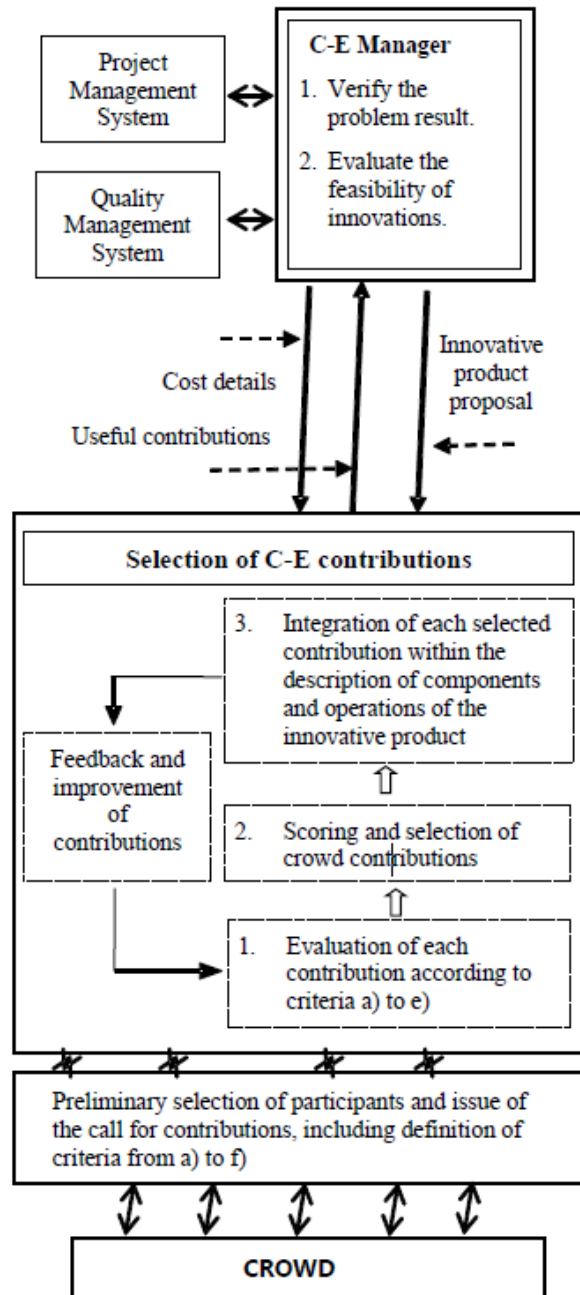 Project
Management
System
Quality
Management
System
C-E Manager
1. Verify the
problem result.
2. Evaluate the
feasibility of
innovations.
Cost details
Useful contributions
Innovative
product
proposal
Selection of C-E contributions
3. Integration of each selected
contribution within the
description of components
and operations of the
innovative product
Feedback and
improvement
of
contributions
2. Scoring and selection of
crowd contributions
1. Evaluation of each
contribution according to
criteria a) to e)
Preliminary selection of participants and issue of
the call for contributions, including definition of
criteria from a) to f)
CROWD